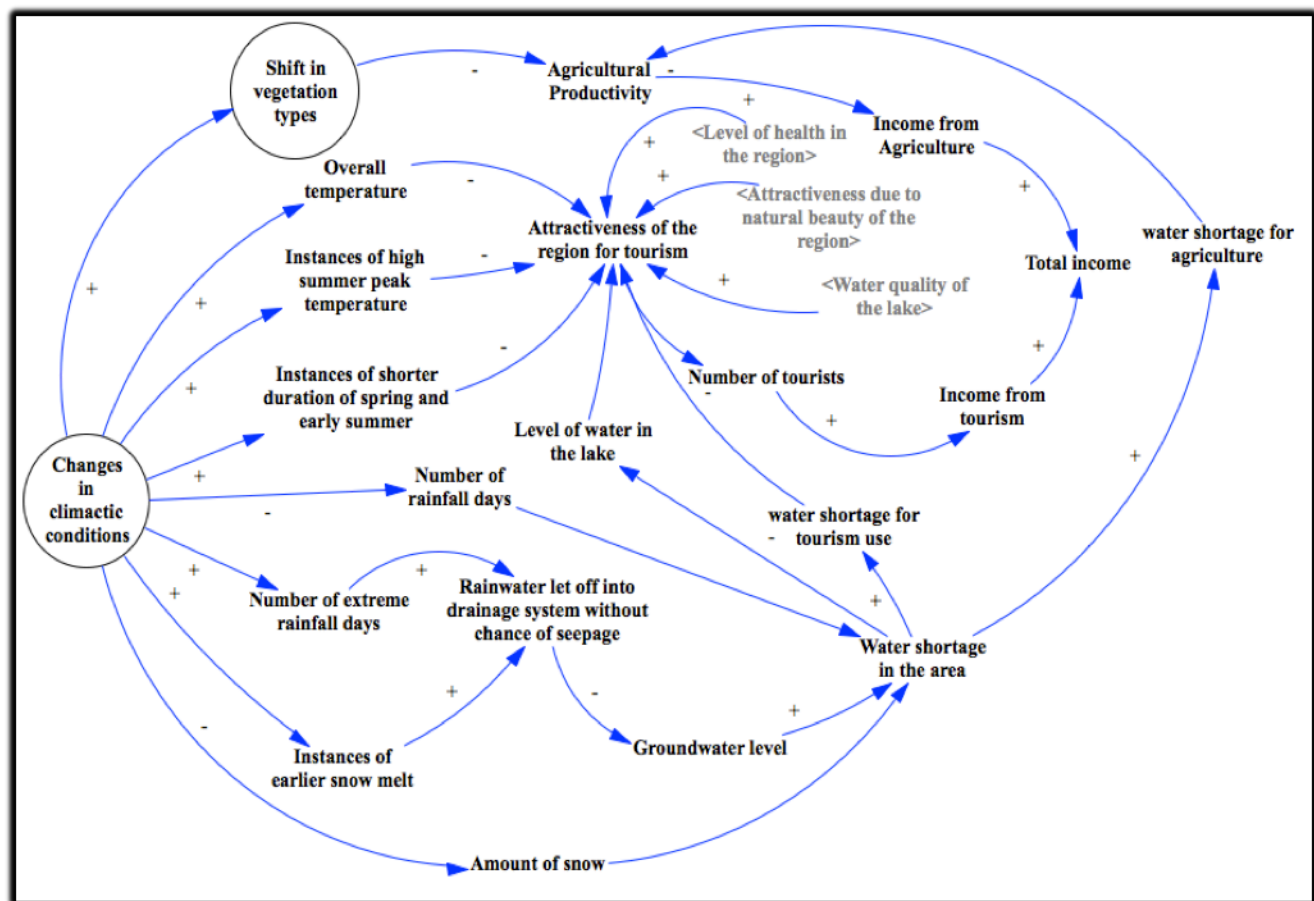 Shift in
vegetation
types
-
Agricultural
Productivity
-
+
Income from
Agriculture
+
<Level of health in
the region>
+
+
<Attractiveness due to
natural beauty of the
region>
+
Overall
temperature
-
Attractiveness of the
region for tourism
water shortage for
agriculture
Total income
Instances of high
summer peak
temperature
-
+
<Water quality of
the lake>
+
+
+
Instances of shorter
duration of spring and
early summer
-
Number of tourists
-
+
Income from
tourism
+
+
Level of water in
the lake
+
Changes
in
climactic
conditions
+
-
Number of
rainfall days
water shortage for
tourism use
-
+
+
Number of extreme
rainfall days
+
Rainwater let off into
drainage system without
chance of seepage
+
Water shortage
in the area
+
-
+
Groundwater level
-
Instances of
earlier snow melt
Amount of snow